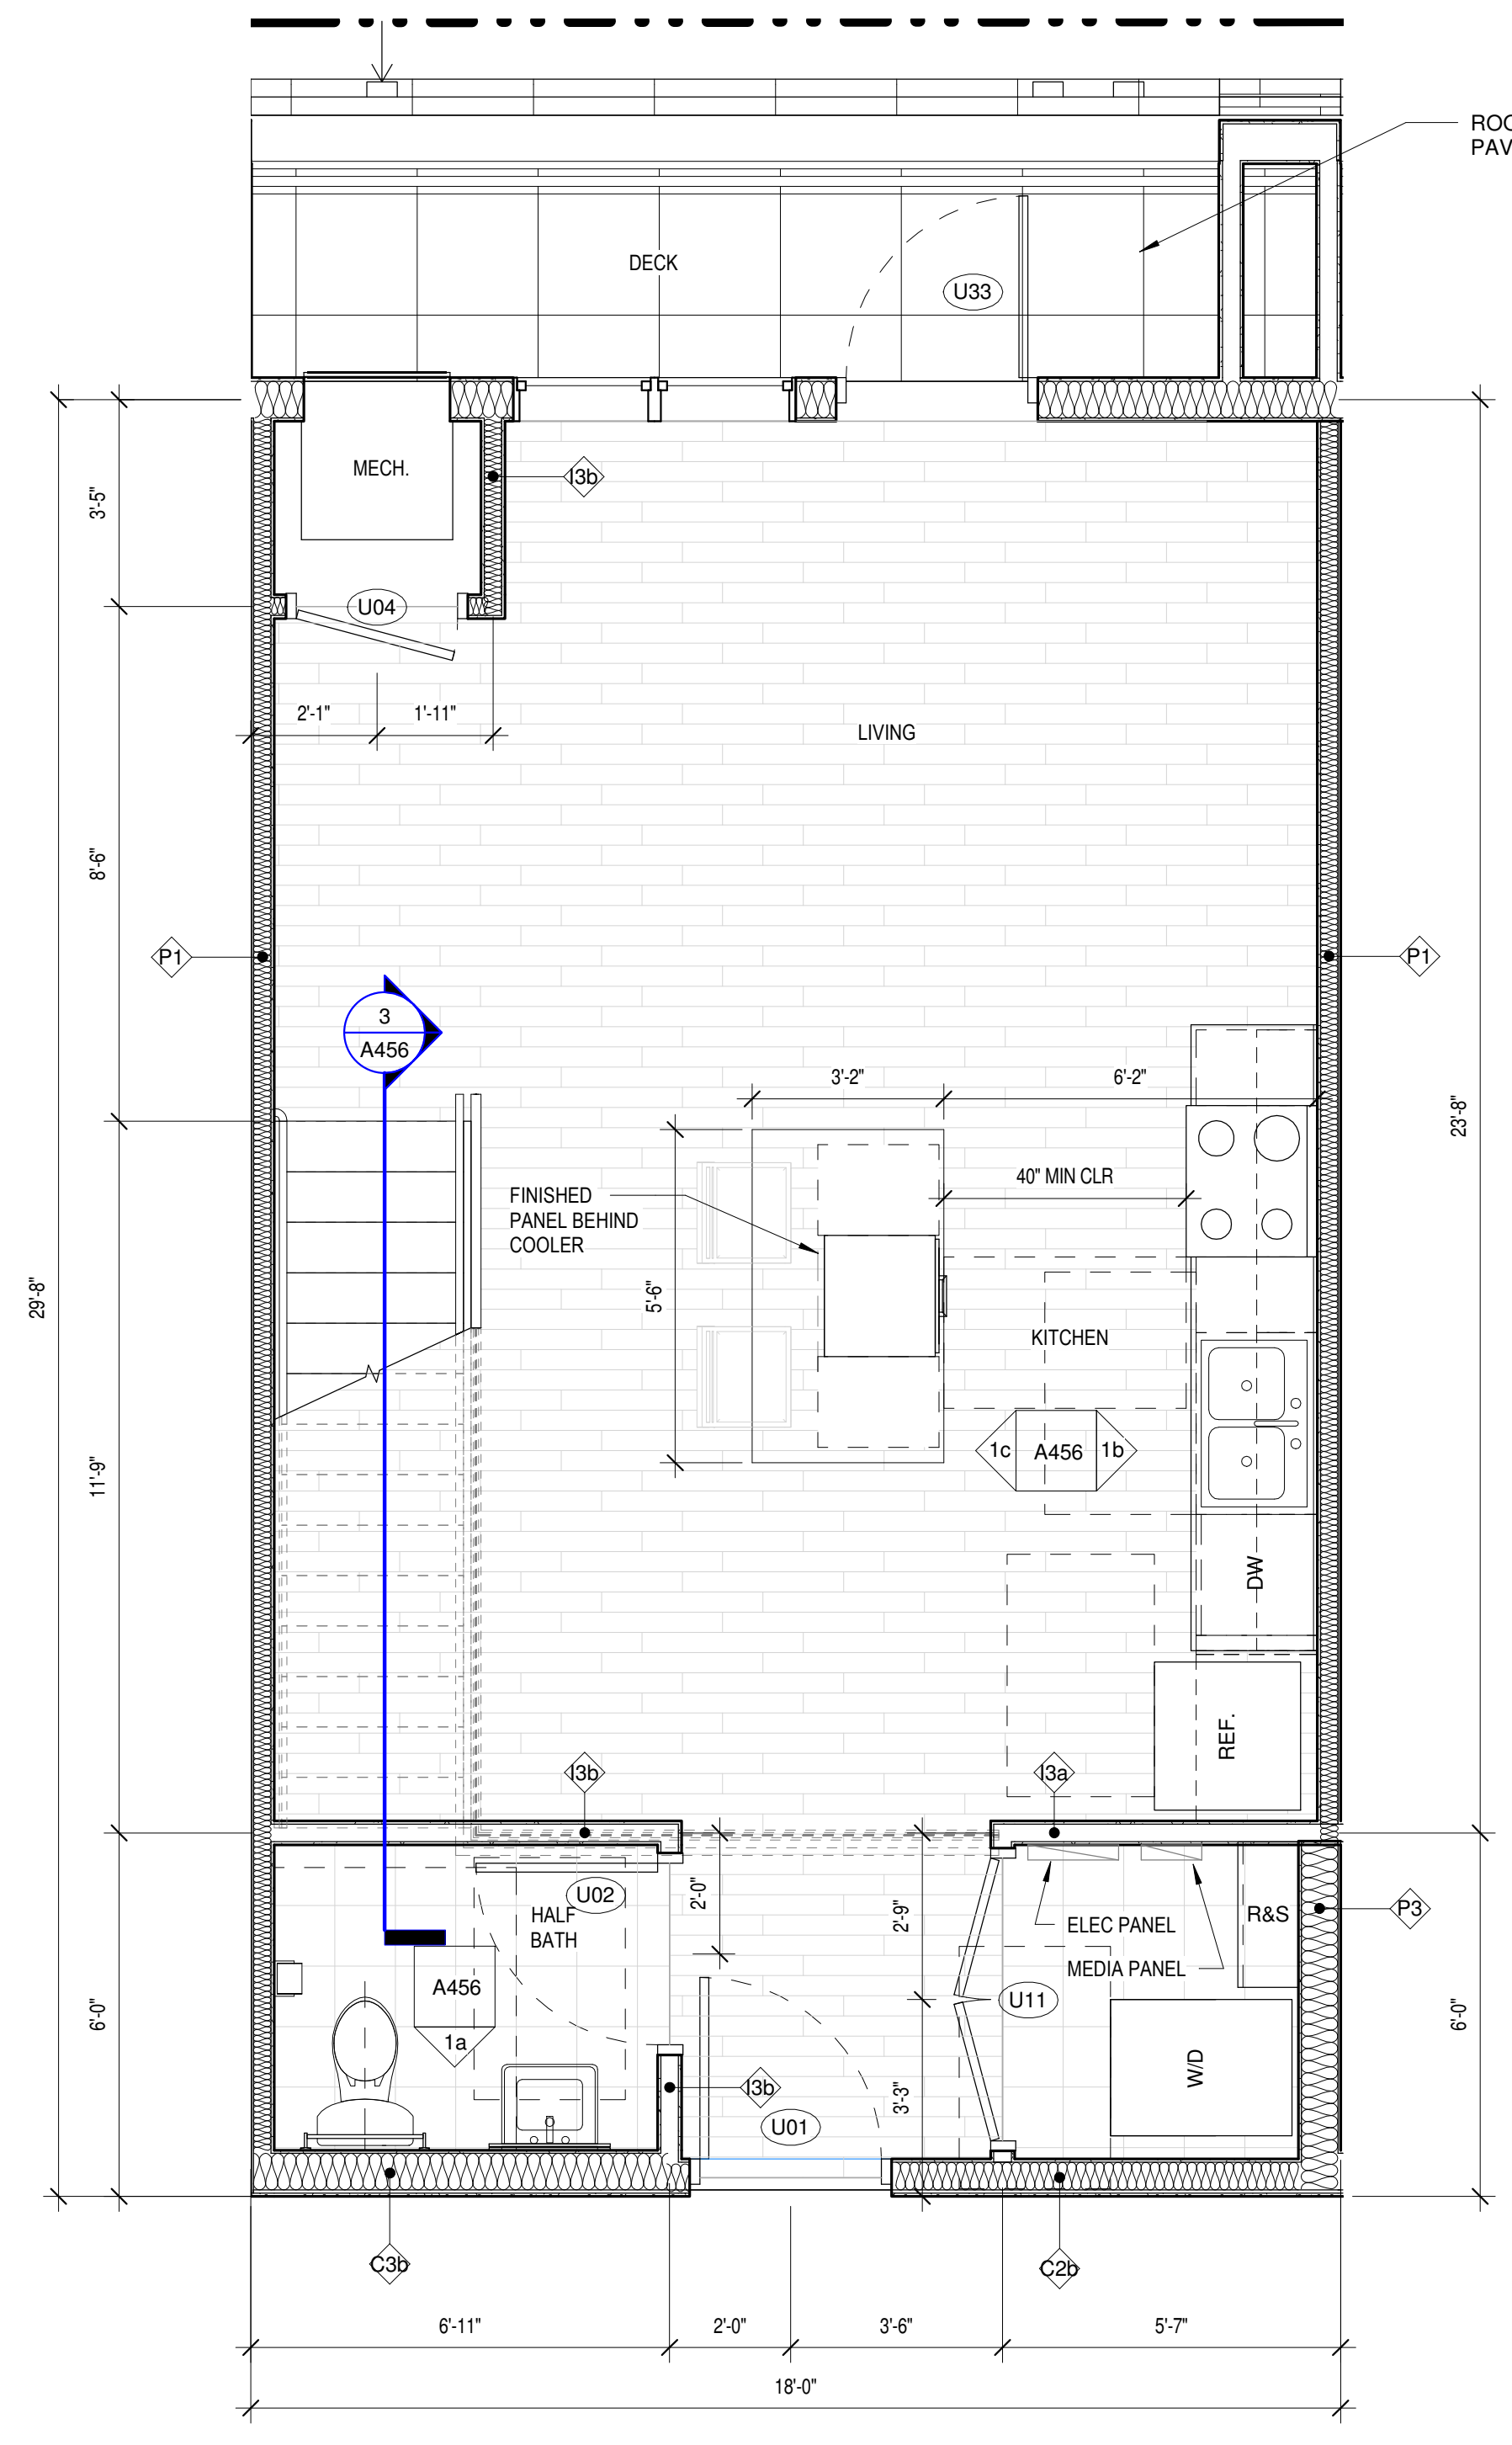 ROO
PAV
DECK
U33
MECH.
I3b
3'-5"
U04
2'-1"
1'-11"
LIVING
8'-6"
P1
P1
3
A456
3'-2"
6'-2"
23'-8"
40" MIN CLR
FINISHED
PANEL BEHIND
COOLER
29'-8"
5'-6"
KITCHEN
1c
A456
1b
11'-9"
DW
REF.
I3b
I3a
U02
HALF
BATH
2'-0"
2'-9"
ELEC PANEL
MEDIA PANEL
R&S
P3
A456
1a
U11
6'-0"
6'-0"
I3b
U01
3'-3"
W/D
C3b
C2b
6'-11"
2'-0"
3'-6"
5'-7"
18'-0"